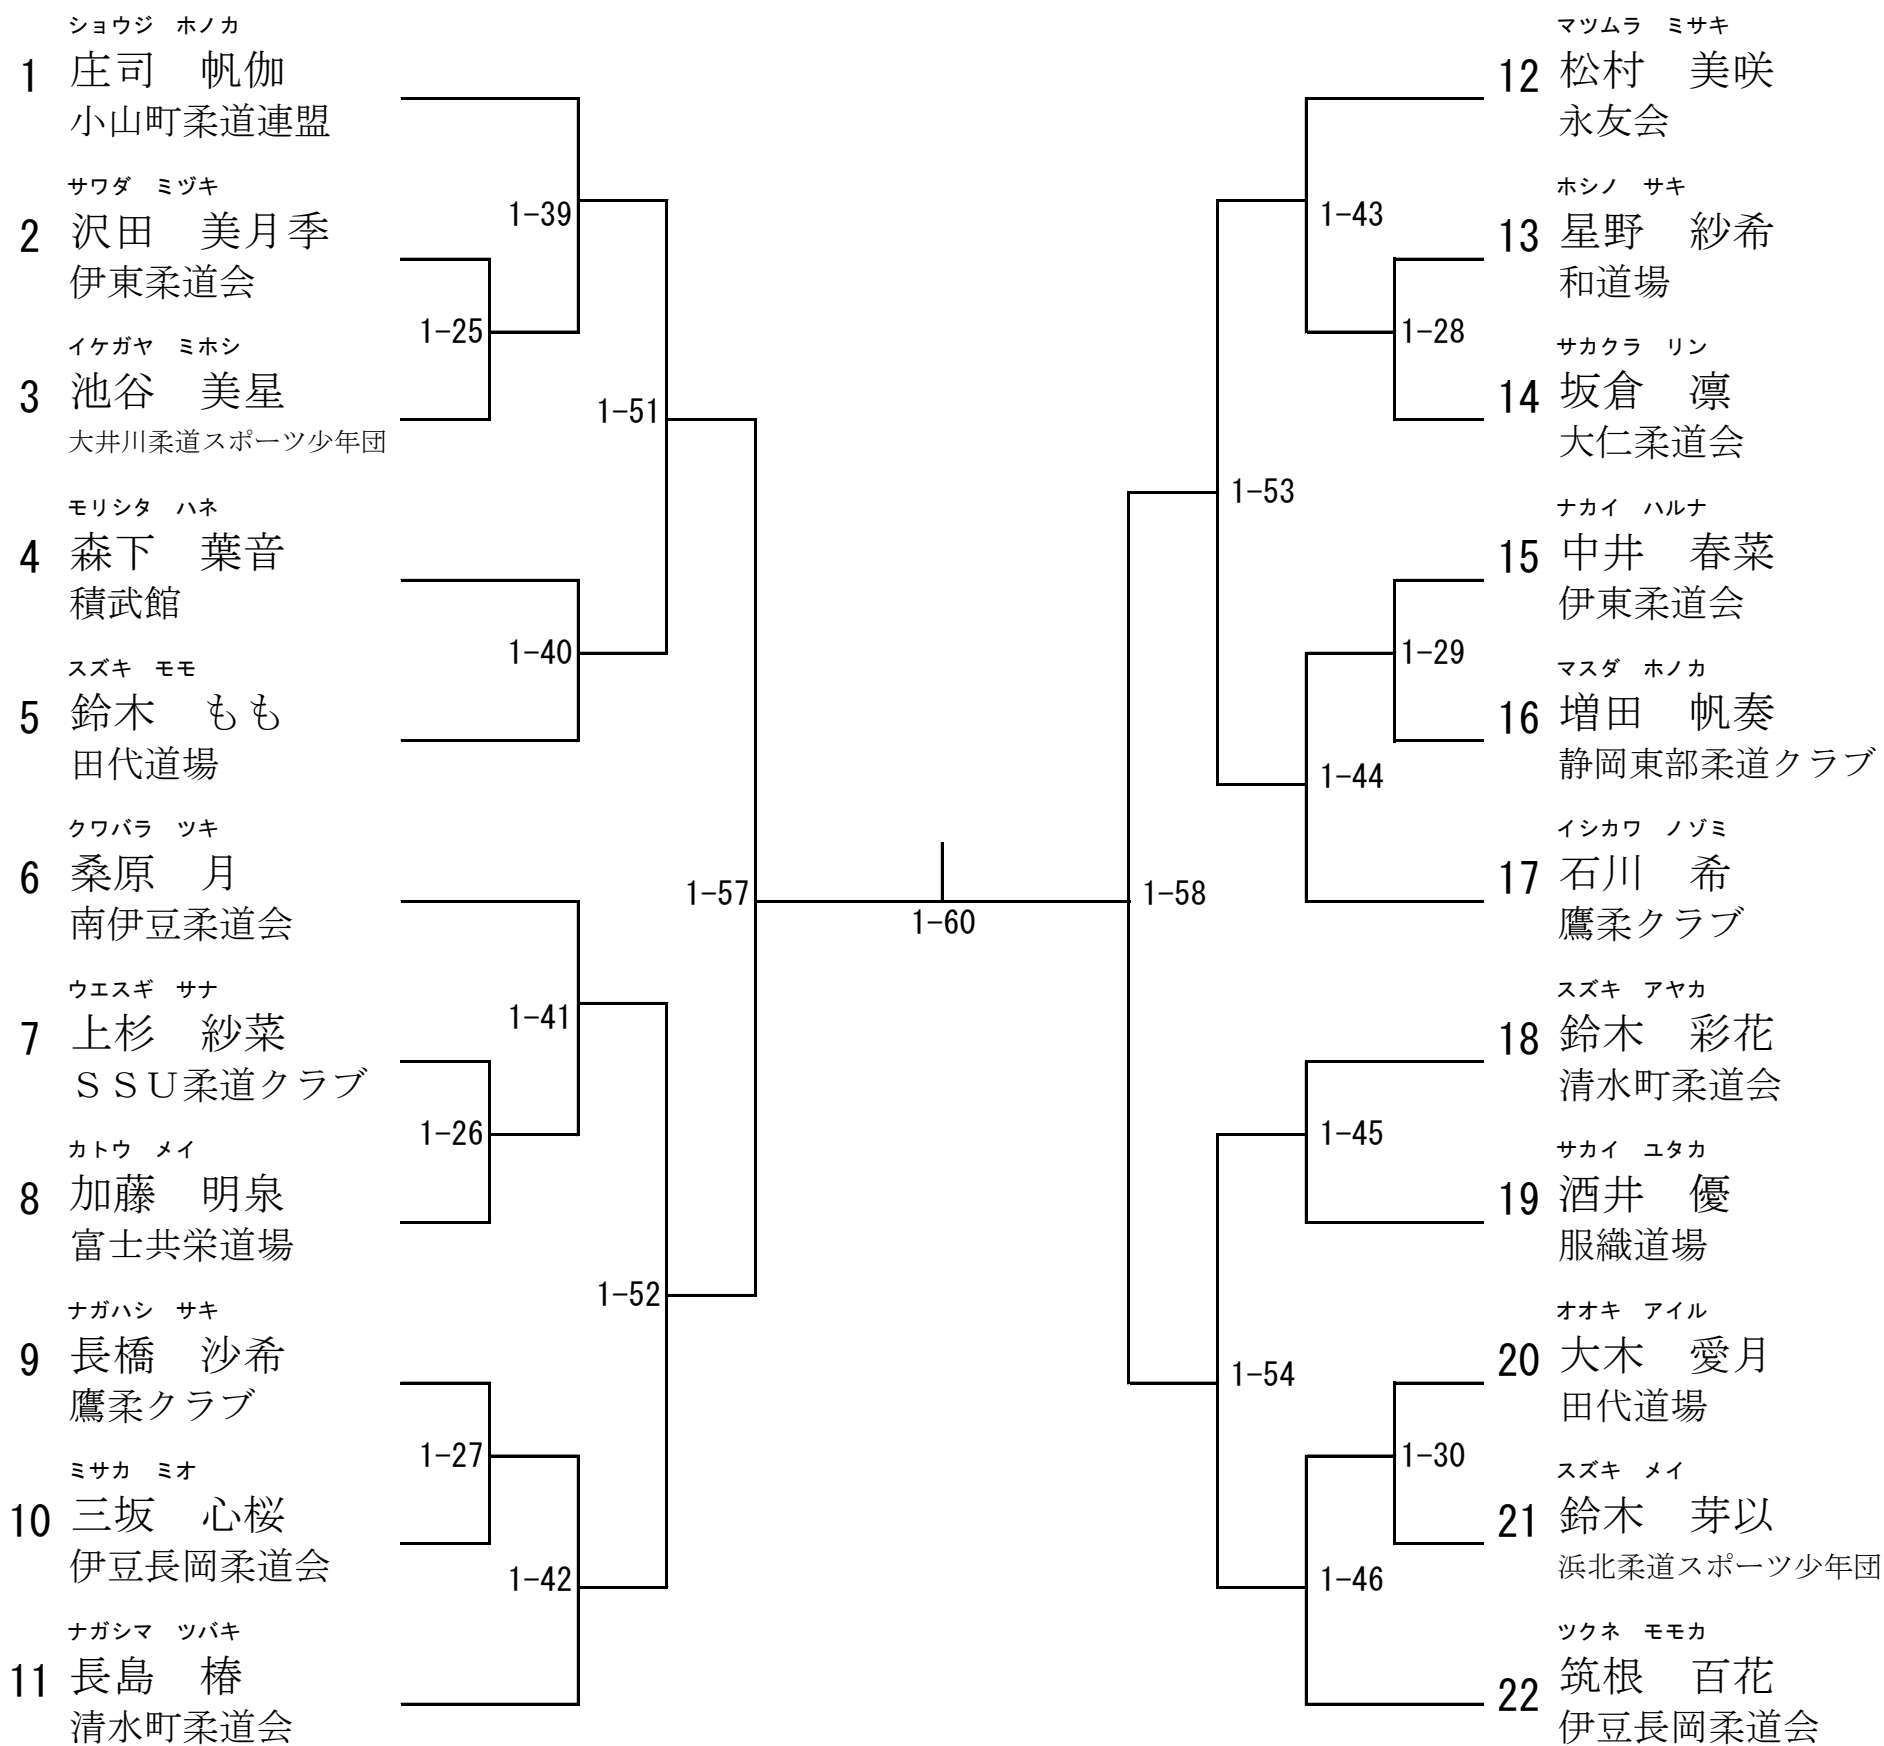 ショウジ　ホノカ
1 庄司　帆伽
小山町柔道連盟
サワダ　ミヅキ
2 沢田　美月季
伊東柔道会
イケガヤ　ミホシ
3 池谷　美星
大井川柔道スポーツ少年団
モリシタ　ハネ
4 森下　葉音
積武館
スズキ　モモ
5 鈴木　もも
田代道場
クワバラ　ツキ
6 桑原　月
南伊豆柔道会
ウエスギ　サナ
7 上杉　紗菜
ＳＳＵ柔道クラブ
カトウ　メイ
8 加藤　明泉
富士共栄道場
ナガハシ　サキ
9 長橋　沙希
鷹柔クラブ
ミサカ　ミオ
10 三坂　心桜
伊豆長岡柔道会
ナガシマ　ツバキ
11 長島　椿
清水町柔道会
1-39
1-25
1-51
1-40
1-57
1-41
1-26
1-52
1-27
1-42
1-60
1-43
1-28
1-53
1-29
1-44
1-58
1-45
1-54
1-30
1-46
マツムラ　ミサキ
12 松村　美咲
永友会
ホシノ　サキ
13 星野　紗希
和道場
サカクラ　リン
14 坂倉　凛
大仁柔道会
ナカイ　ハルナ
15 中井　春菜
伊東柔道会
マスダ　ホノカ
16 増田　帆奏
静岡東部柔道クラブ
イシカワ　ノゾミ
17 石川　希
鷹柔クラブ
スズキ　アヤカ
18 鈴木　彩花
清水町柔道会
サカイ　ユタカ
19 酒井　優
服織道場
オオキ　アイル
20 大木　愛月
田代道場
スズキ　メイ
21 鈴木　芽以
浜北柔道スポーツ少年団
ツクネ　モモカ
22 筑根　百花
伊豆長岡柔道会